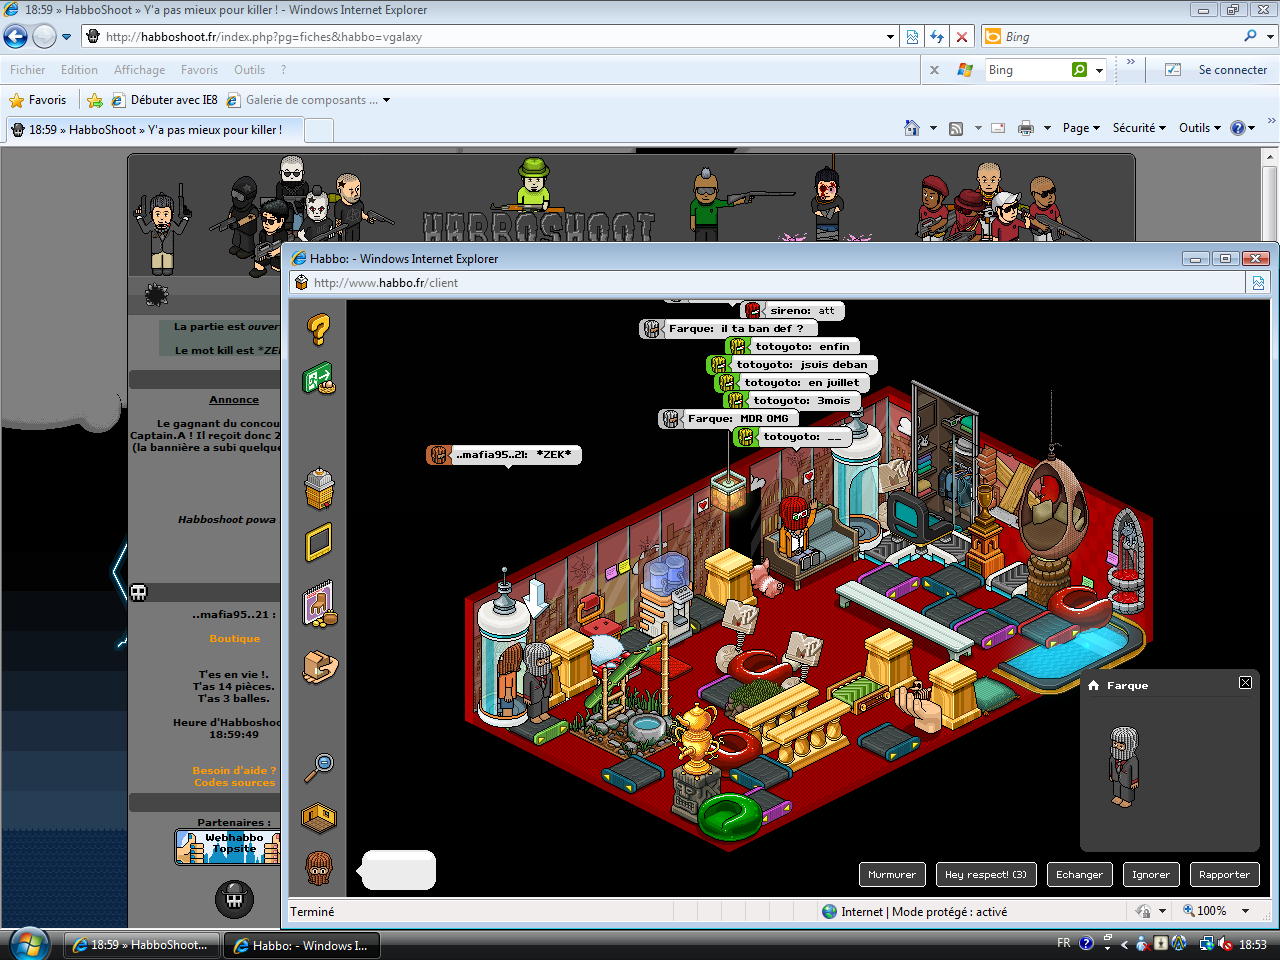 18:59 » HabboShoot » Y'a pas mieux pour killer ! - Windows Internet Explorer
http://habboshoot.fr/index.php?pg=fiches&habbo=vgalaxy
Bing
Fichier Edition Affichage Favoris Outils ?
Bing
Se connecter
Favoris
Débuter avec IE8
Galerie de composants ...
18:59 » HabboShoot » Y'a pas mieux pour killer !
Page
Sécurité
Outils
HABBOSHOOT
La partie est ouver
Le mot kill est *ZE
Annonce
Le gagnant du concou
Captain.A ! Il reçoit donc 2
(la bannière a subi quelque
Habboshoot powa
..mafia95..21 :
Boutique
T'es en vie !.
T'as 14 pièces.
T'as 3 balles.
Heure d'Habboshoo
18:59:49
Besoin d'aide ?
Codes sources
Partenaires :
Webhabbo
Topsite
Habbo: - Windows Internet Explorer
http://www.habbo.fr/client
sireno: att
Farque: il ta ban def ?
totoyoto: enfin
totoyoto: jsuis deban
totoyoto: en juillet
totoyoto: 3mois
Farque: MDR OMG
totoyoto: __
..mafia95..21: *ZEK*
MTV
MTV
MTV
Farque
Murmurer
Hey respect! (3)
Echanger
Ignorer
Rapporter
Terminé
Internet | Mode protégé : activé
100%
18:59 » HabboShoot...
Habbo: - Windows I...
FR
18:53